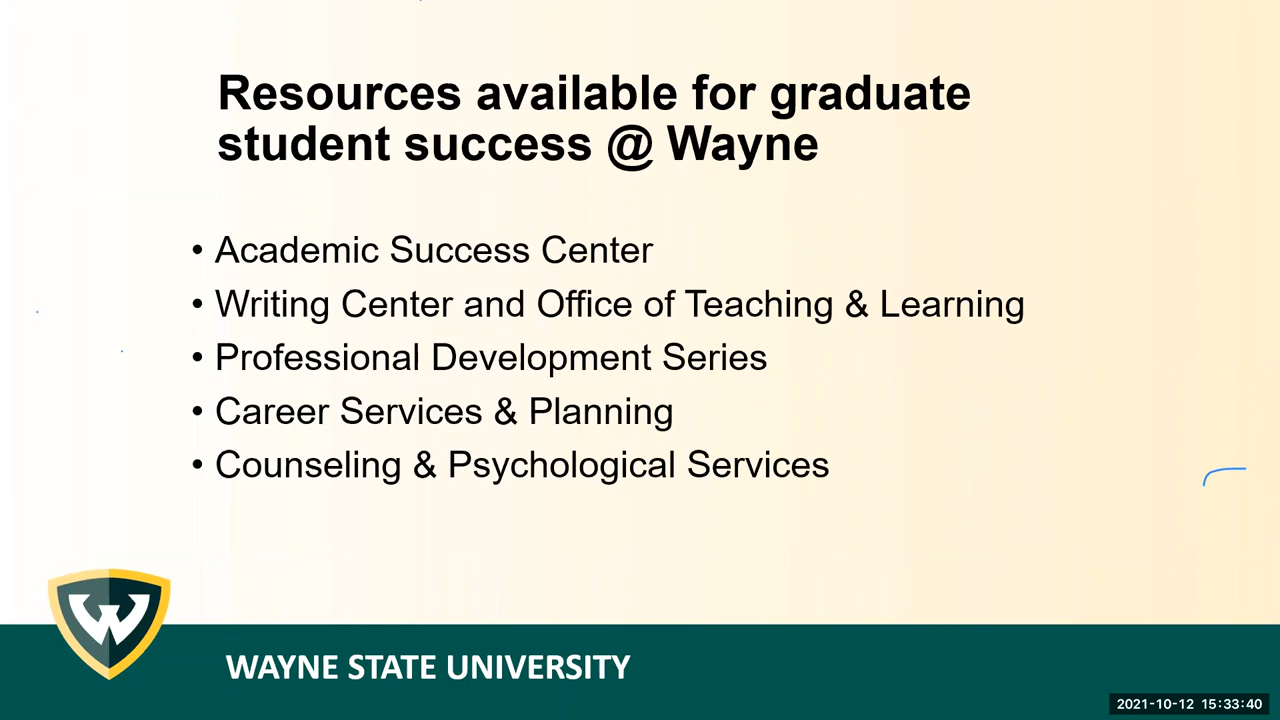 Resources available for graduate
student success @ Wayne
• Academic Success Center
• Writing Center and Office of Teaching & Learning
• Professional Development Series
• Career Services & Planning
• Counseling & Psychological Services
W
WAYNE STATE UNIVERSITY
2021-10-12 15:33:40